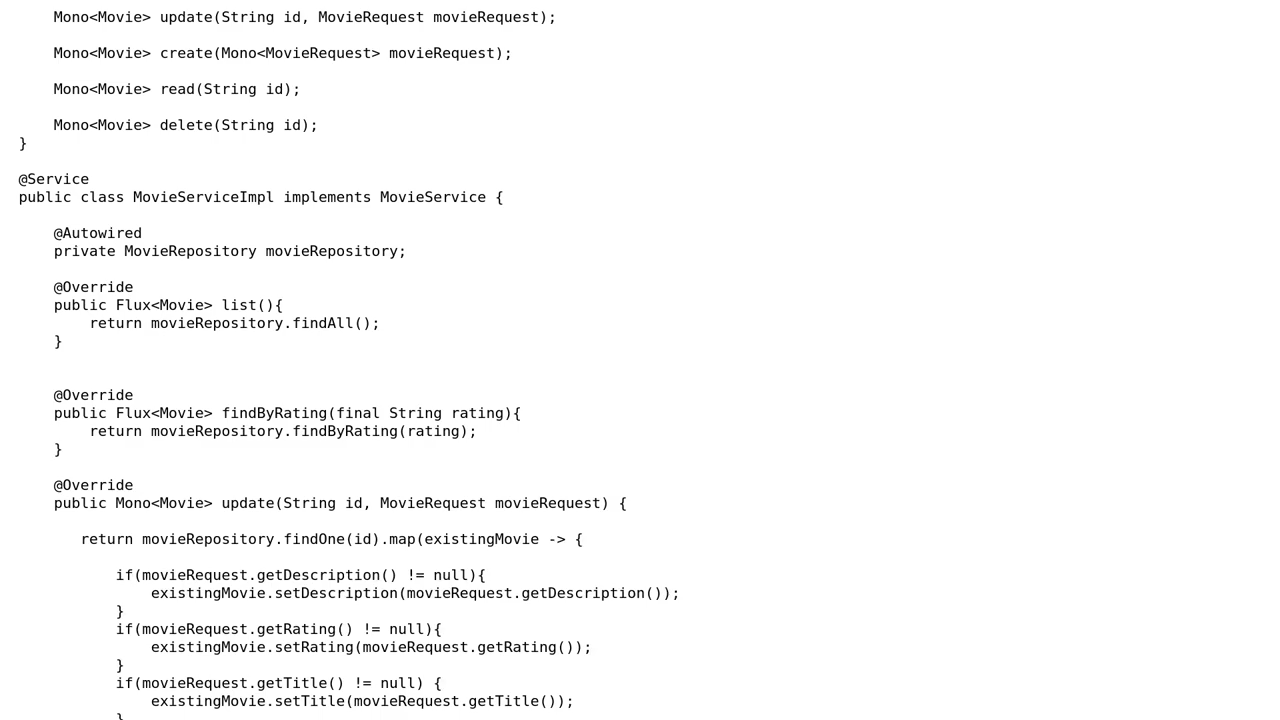 Mono<Movie> update(String id, MovieRequest movieRequest);
Mono<Movie> create(Mono<MovieRequest> movieRequest);
Mono<Movie> read(String id);
Mono<Movie> delete(String id);
}
@Service
public class MovieServiceImpl implements MovieService {
@Autowired
private MovieRepository movieRepository;
@Override
public Flux<Movie> list(){
return movieRepository.findAll();
}
@Override
public Flux<Movie> findByRating(final String rating){
return movieRepository.findByRating(rating);
}
@Override
public Mono<Movie> update(String id, MovieRequest movieRequest) {
return movieRepository.findOne(id).map(existingMovie -> {
if(movieRequest.getDescription() != null){
existingMovie.setDescription(movieRequest.getDescription());
}
if(movieRequest.getRating() != null){
existingMovie.setRating(movieRequest.getRating());
}
if(movieRequest.getTitle() != null) {
existingMovie.setTitle(movieRequest.getTitle());
}